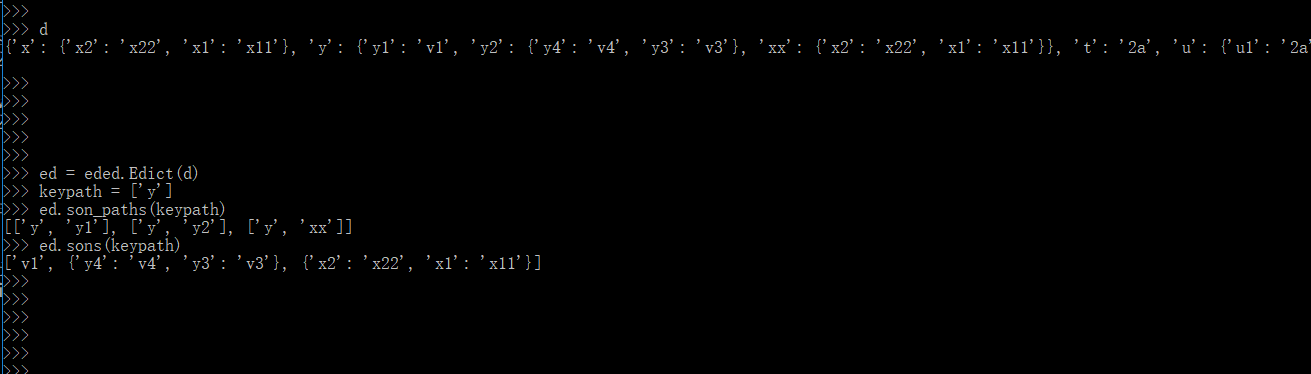 >>>
>>> d
{'x': {'x2': 'x22', 'x1': 'x11'}, 'y': {'y1': 'v1', 'y2': {'y4': 'v4', 'y3': 'v3'}, 'xx': {'x2': 'x22', 'x1': 'x11'}}, 't': '2a', 'u': {'u1': '2a'
>>>
>>>
>>>
>>>
>>>
>>> ed = eded.Edict(d)
>>> keypath = ['y']
>>> ed.son_paths(keypath)
[['y', 'y1'], ['y', 'y2'], ['y', 'xx']]
>>> ed.sons(keypath)
['v1', {'y4': 'v4', 'y3': 'v3'}, {'x2': 'x22', 'x1': 'x11'}]
>>>
>>>
>>>
>>>
>>>
>>>